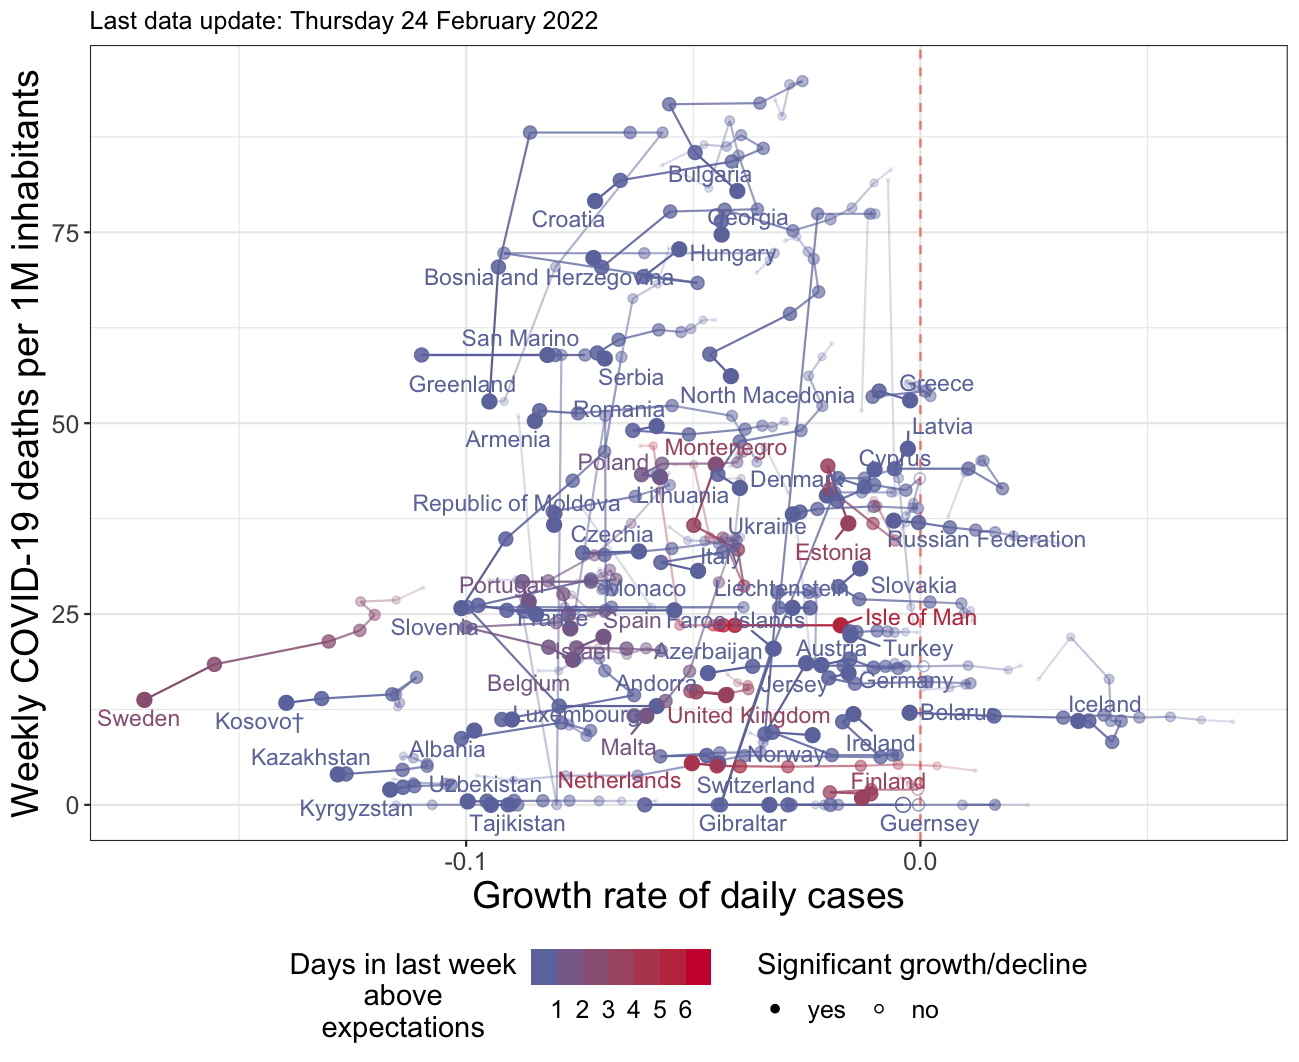 Last data update: Thursday 24 February 2022
Weekly COVID-19 deaths per 1M inhabitants
75
50
25
0
Bulgaria
Croatia
Georgia
Hungary
Bosnia and Herzegovina
San Marino
Greenland
Serbia
North Macedonia
Greece
Romania
Armenia
Latvia
Montenegro
Poland
Cyprus
Denmark
Lithuania
Republic of Moldova
Ukraine
Czechia
Russian Federation
Estonia
Italy
Portugal
Monaco
Liechtenstein
Slovakia
France
Spain
Faroe Islands
Isle of Man
Slovenia
Israel
Azerbaijan
Austria
Turkey
Belgium
Andorra
Jersey
Germany
Sweden
Kosovo†
Luxembourg
United Kingdom
Belarus
Iceland
Kazakhstan
Albania
Malta
Norway
Ireland
Uzbekistan
Netherlands
Switzerland
Finland
Kyrgyzstan
Tajikistan
Gibraltar
Guernsey
-0.1
0.0
Growth rate of daily cases
Days in last week
above
expectations
1 2 3 4 5 6
Significant growth/decline
yes
no